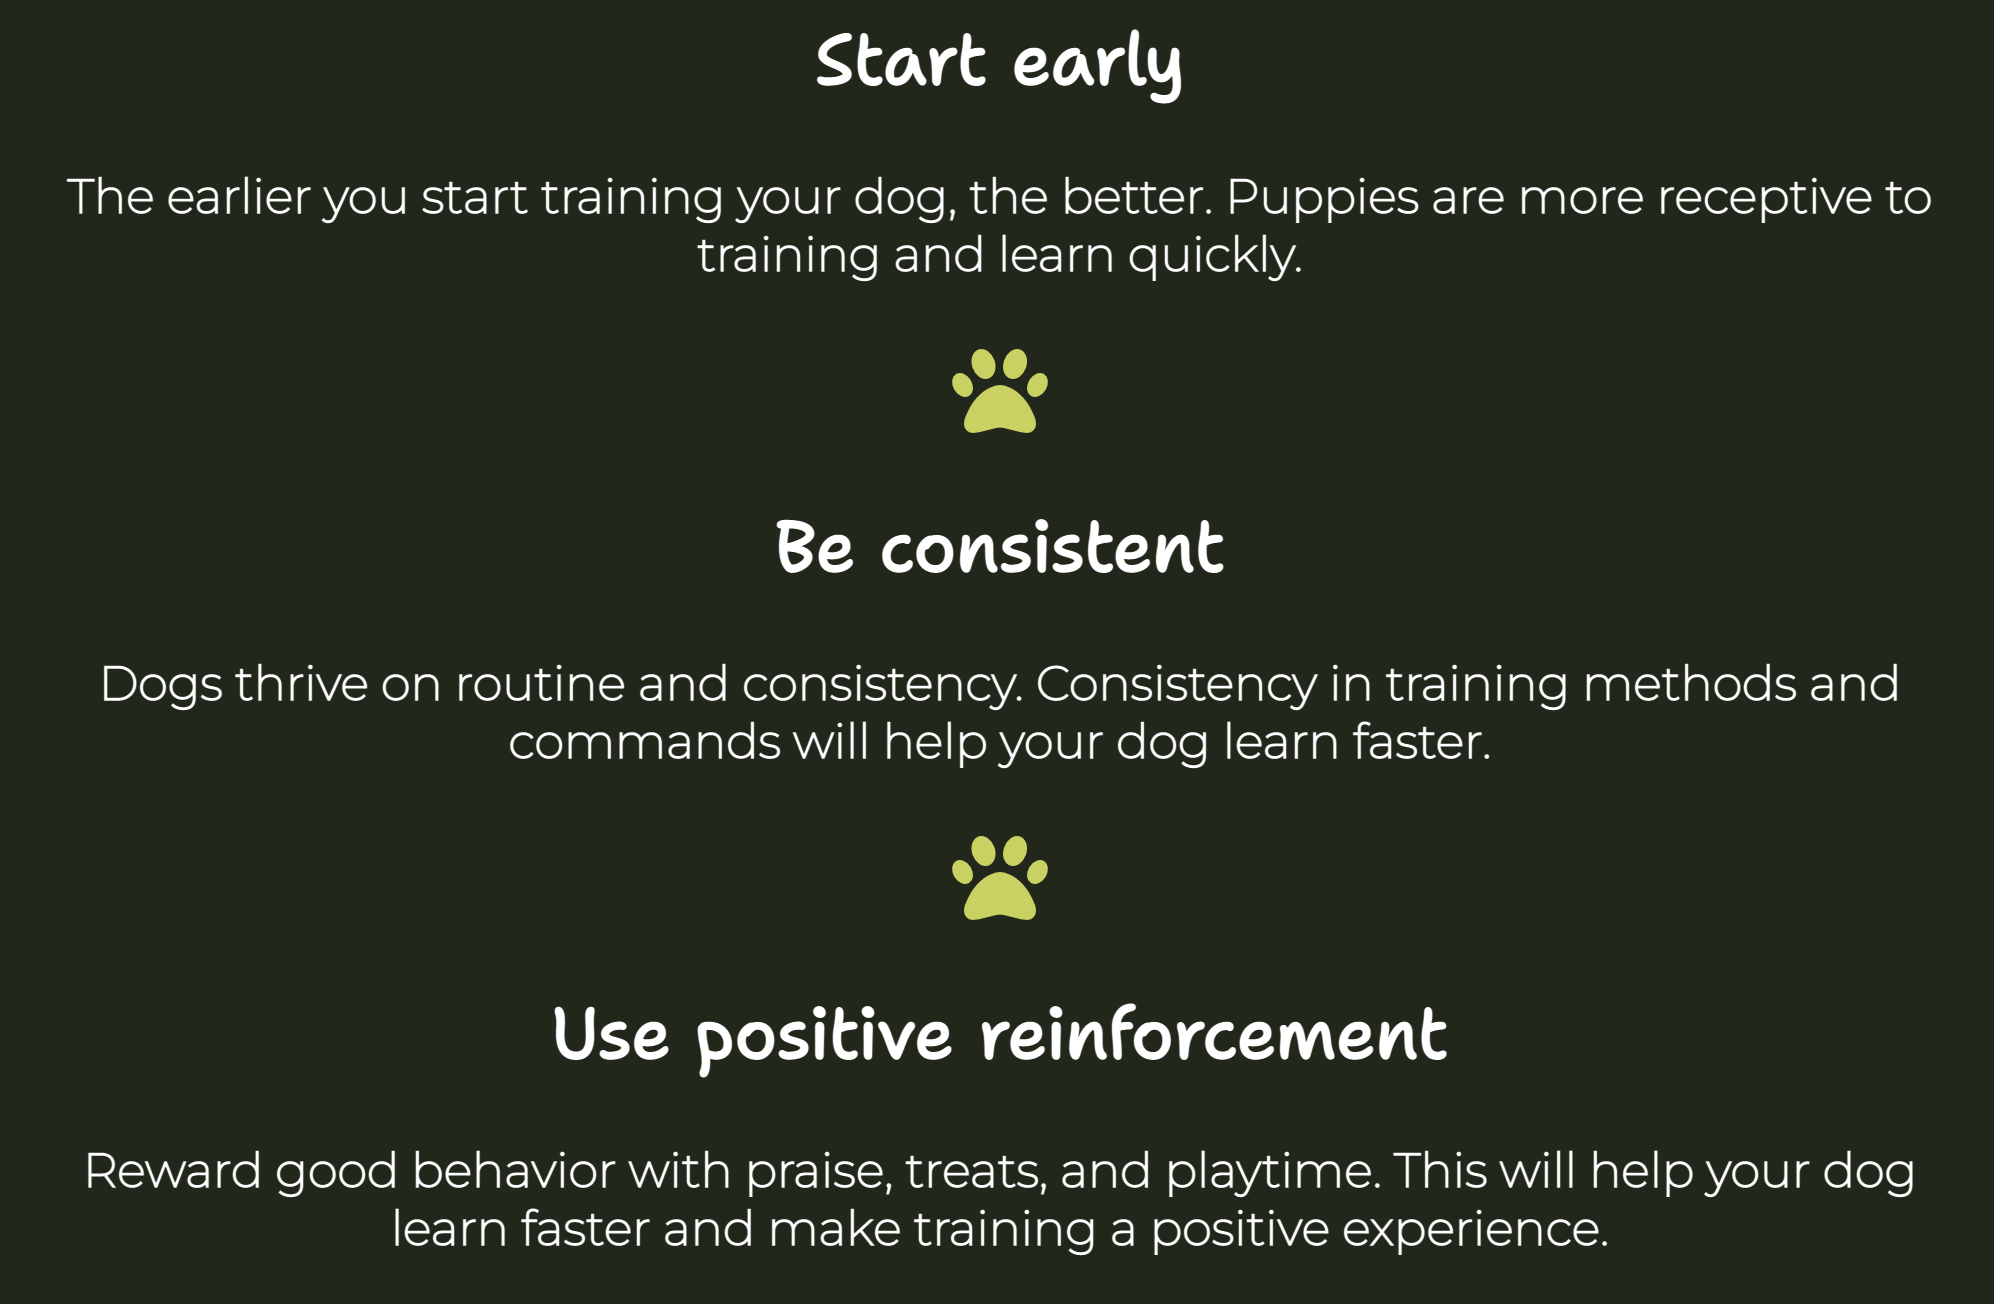 Start early
The earlier you start training your dog, the better. Puppies are more receptive to
training and learn quickly.
Be consistent
Dogs thrive on routine and consistency. Consistency in training methods and
commands will help your dog learn faster.
Use positive reinforcement
Reward good behavior with praise, treats, and playtime. This will help your dog
learn faster and make training a positive experience.